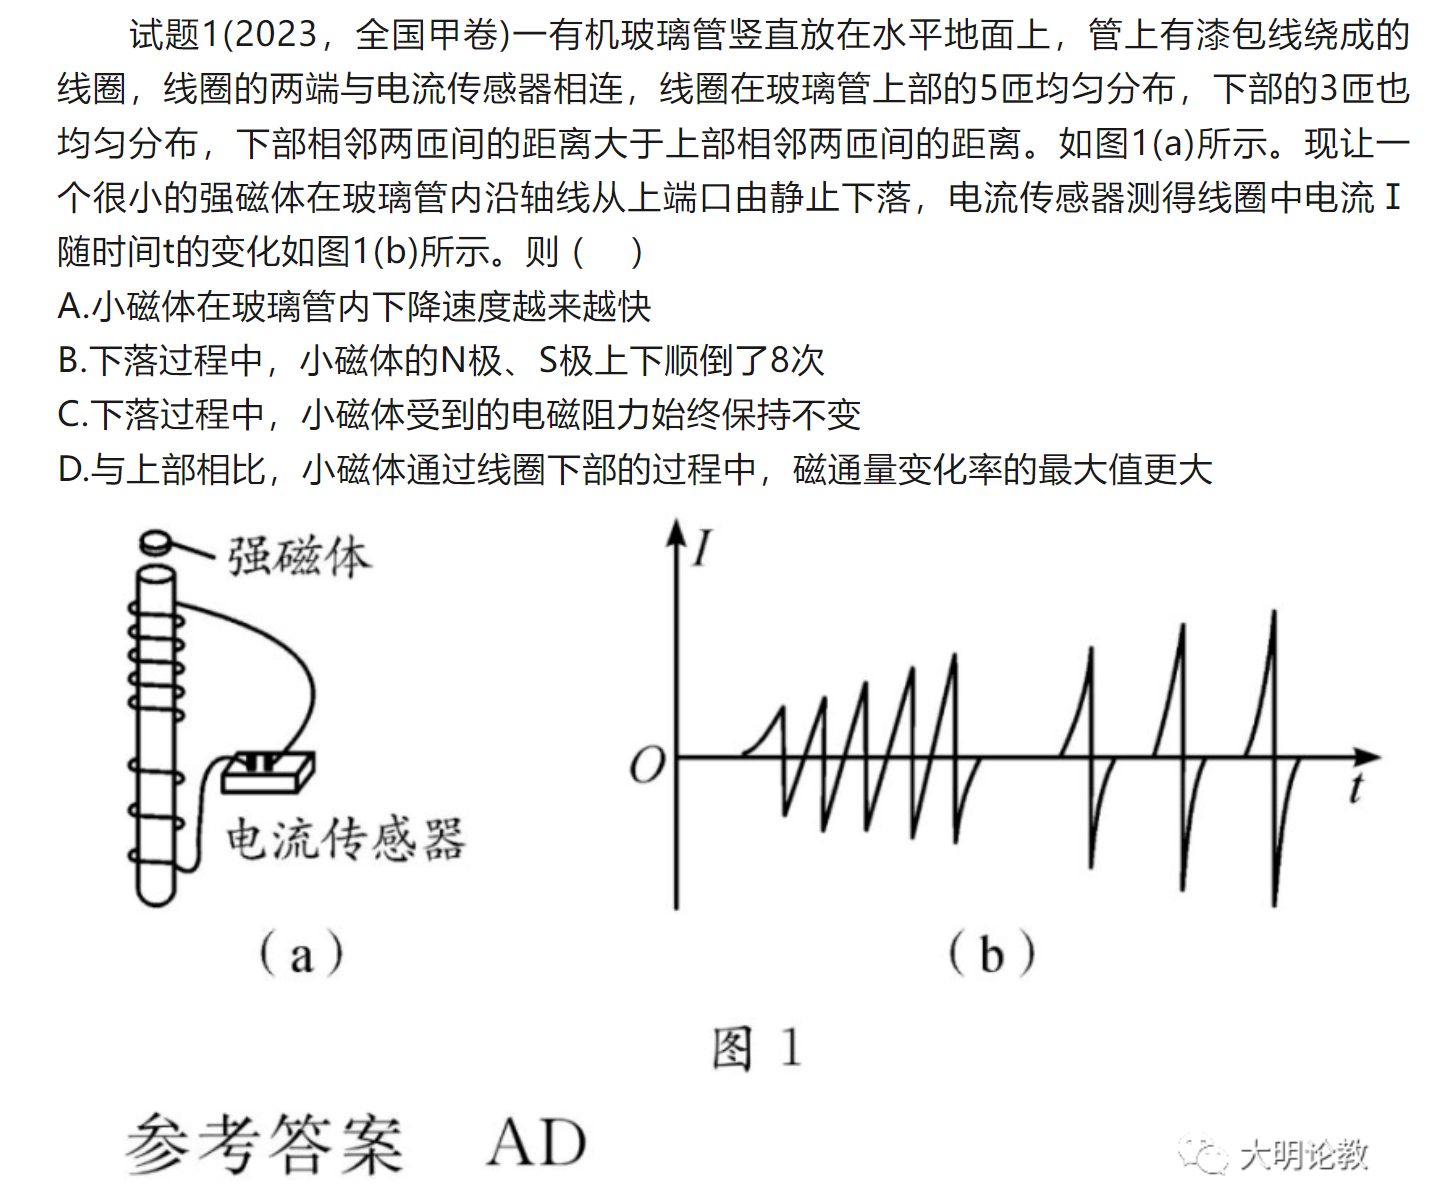 试题1(2023，全国甲卷)一有机玻璃管竖直放在水平地面上，管上有漆包线绕成的
线圈，线圈的两端与电流传感器相连，线圈在玻璃管上部的5匝均匀分布，下部的3匝也
均匀分布，下部相邻两匝间的距离大于上部相邻两匝间的距离。如图1(a)所示。现让一
个很小的强磁体在玻璃管内沿轴线从上端口由静止下落，电流传感器测得线圈中电流 I
随时间t的变化如图1(b)所示。则（　）
A.小磁体在玻璃管内下降速度越来越快
B.下落过程中，小磁体的N极、S极上下顺倒了8次
C.下落过程中，小磁体受到的电磁阻力始终保持不变
D.与上部相比，小磁体通过线圈下部的过程中，磁通量变化率的最大值更大
强磁体
电流传感器
（a）
I
O
t
（b）
图 1
参考答案 AD
大明论教